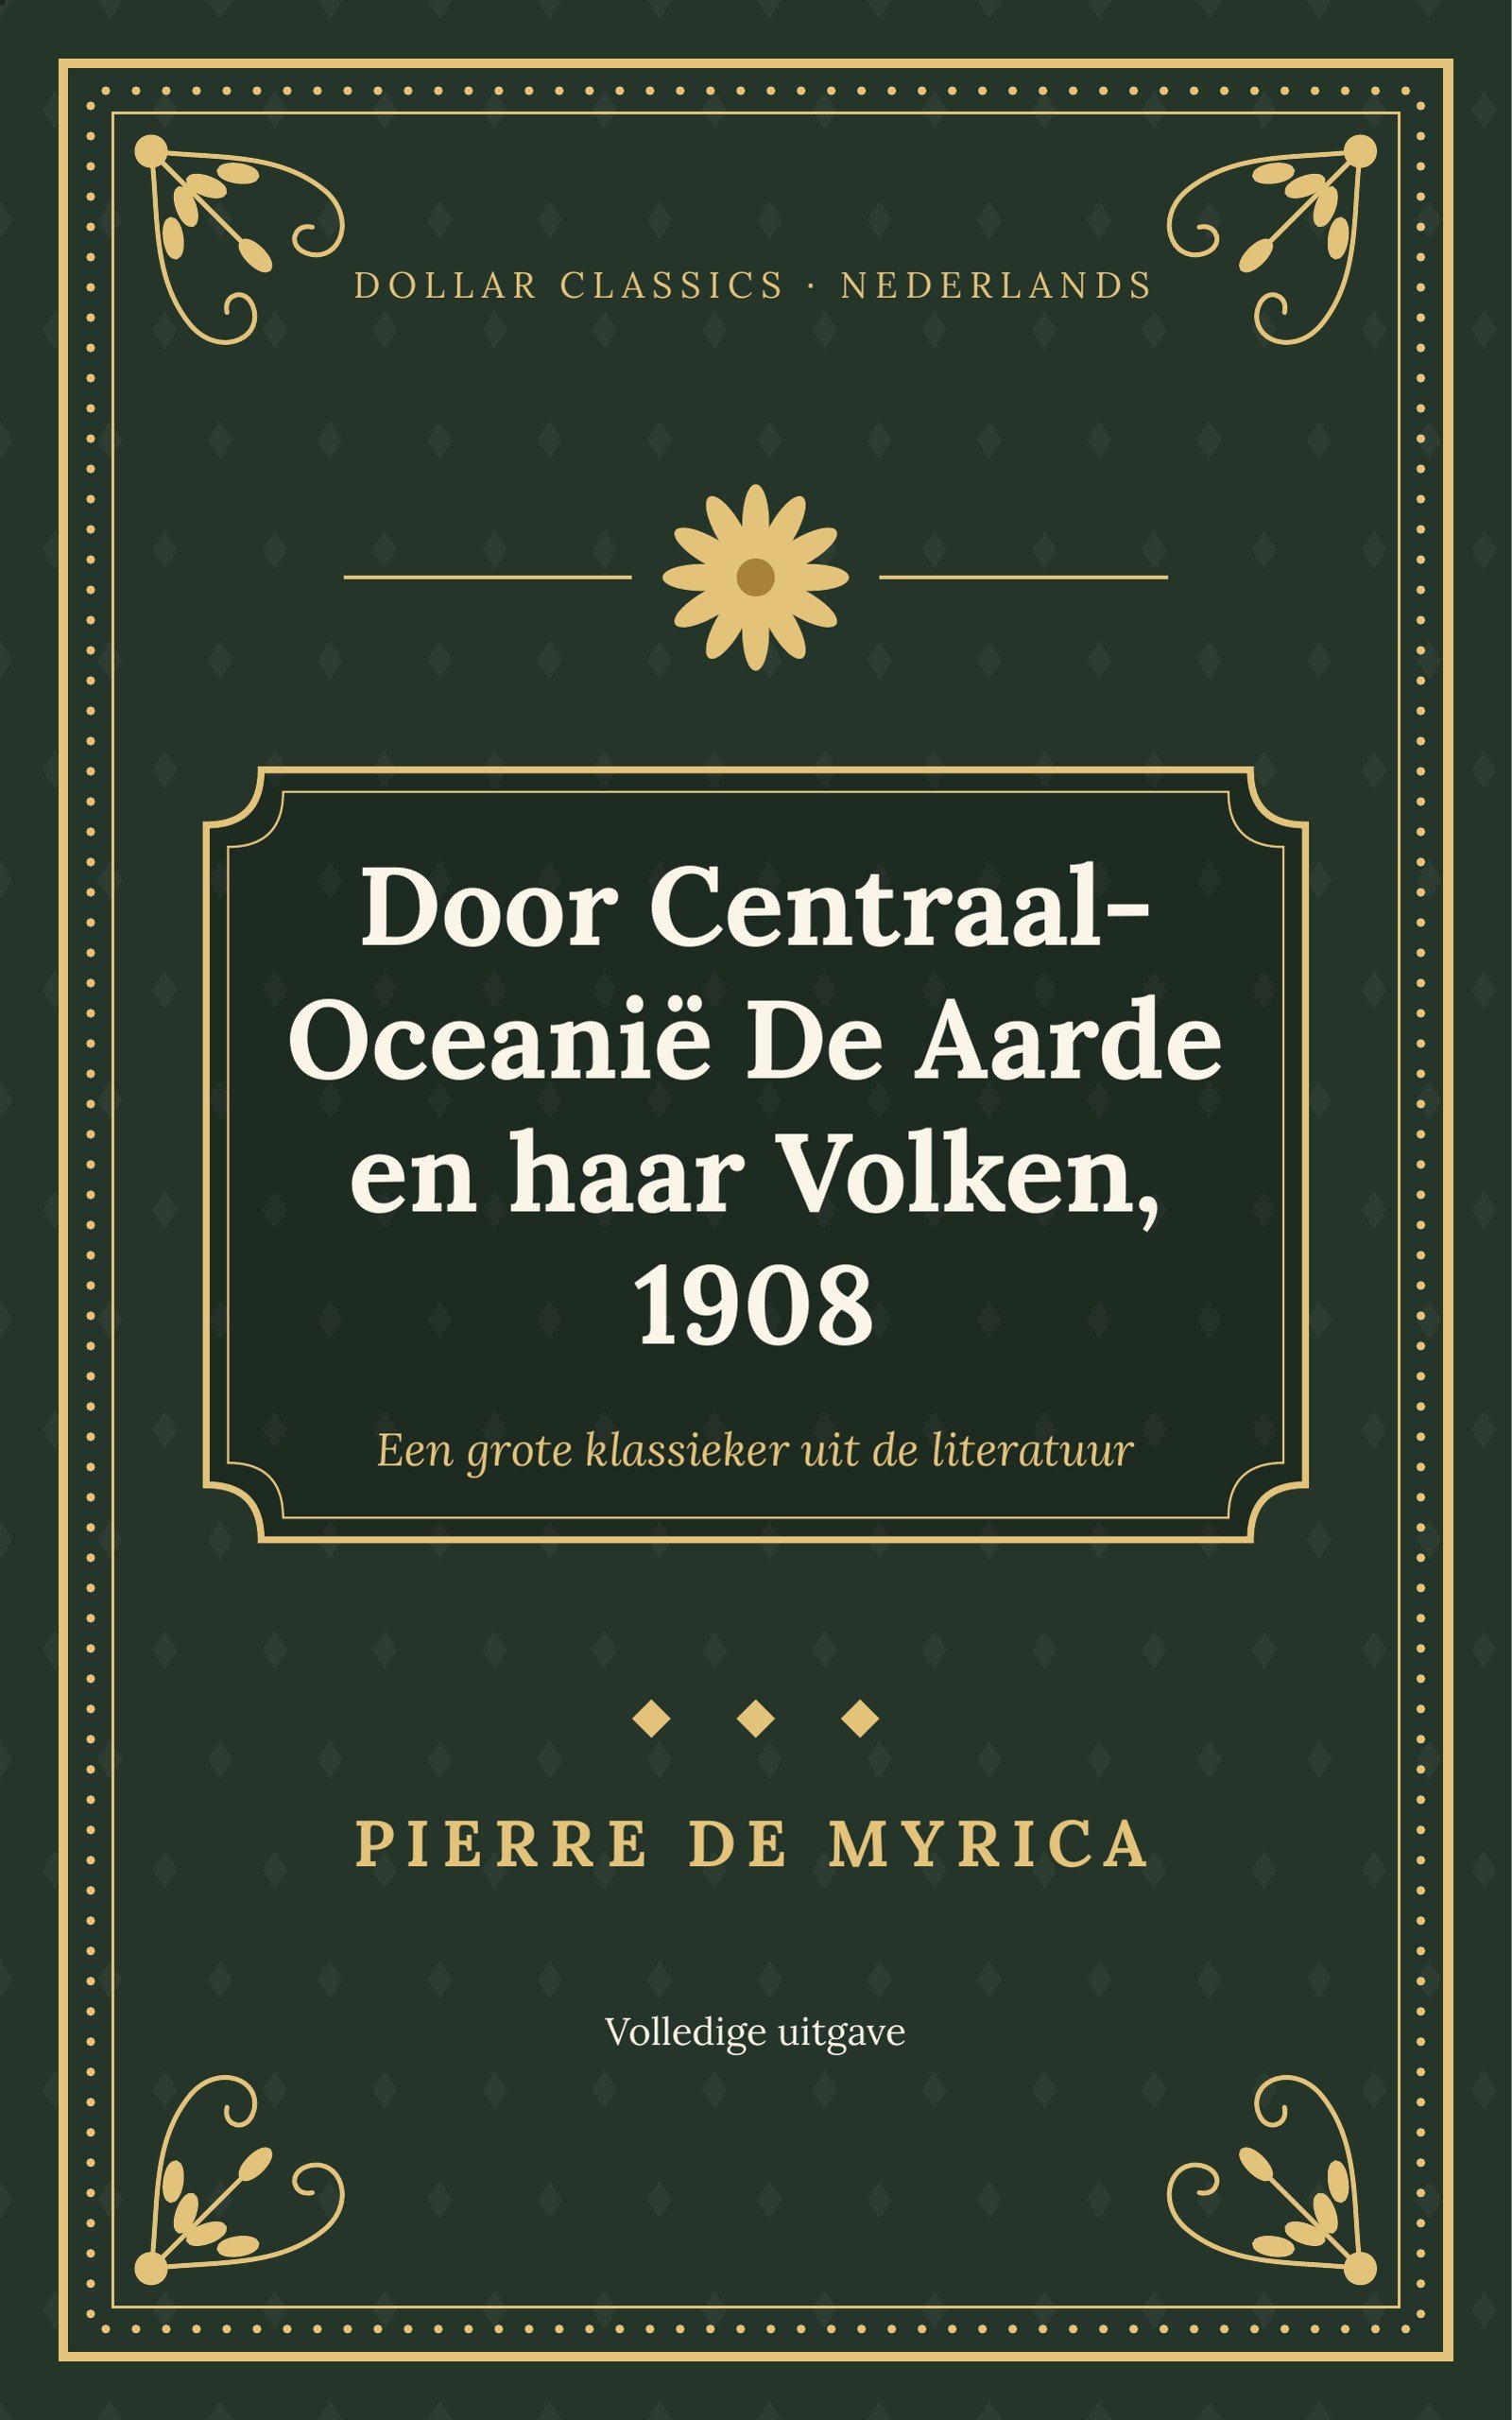 DOLLAR CLASSICS · NEDERLANDS
Door Centraal-
Oceanië De Aarde
en haar Volken,
1908
Een grote klassieker uit de literatuur
PIERRE DE MYRICA
Volledige uitgave